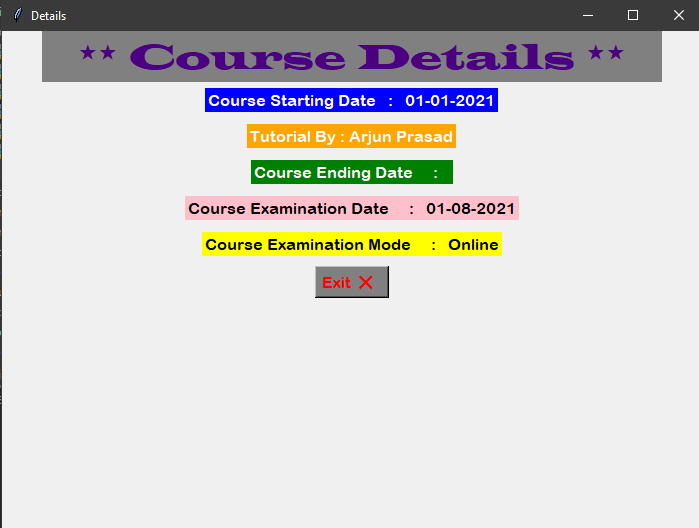 Details
** Course Details **
Course Starting Date : 01-01-2021
Tutorial By : Arjun Prasad
Course Ending Date :
Course Examination Date : 01-08-2021
Course Examination Mode : Online
Exit ❌